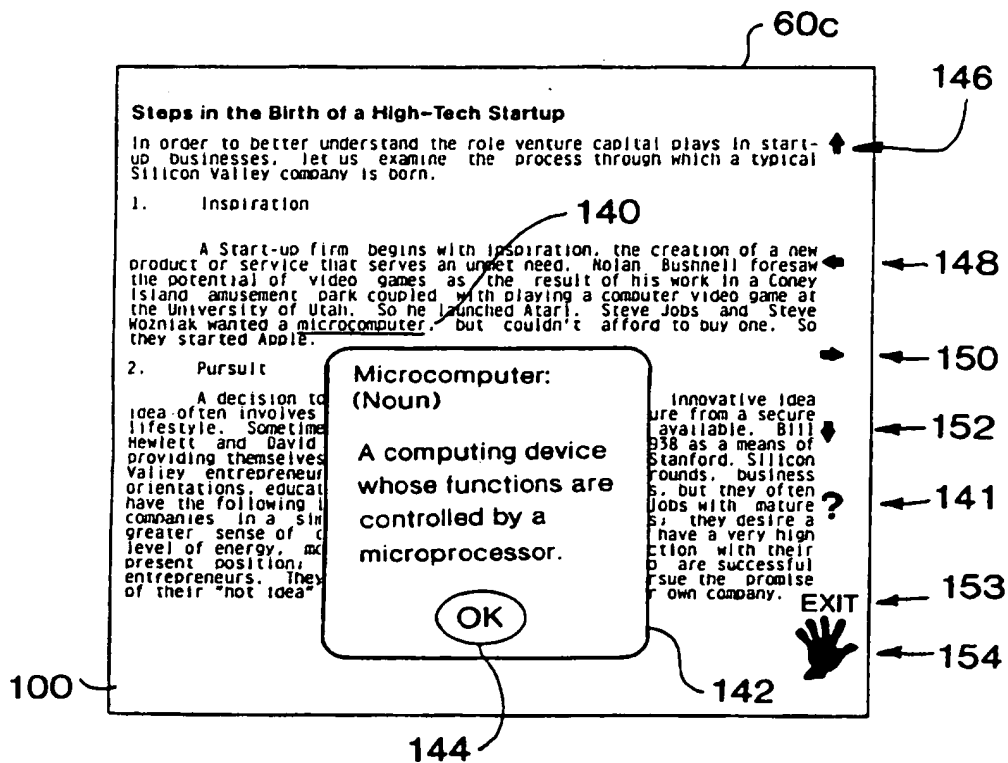 60c
146
Steps in the Birth of a High-Tech Startup
In order to better understand the role venture capital plays in start-
up businesses, let us examine the process through which a typical
Silicon Valley company is born.
1. Inspiration
140
A Start-up firm begins with inspiration, the creation of a new
product or service that serves an unmet need. Nolan Bushnell foresaw
148
the potential of video games as the result of his work in a Coney
Island amusement park coupled with playing a computer video game at
the University of Utah. So he launched Atari. Steve Jobs and Steve
Wozniak wanted a microcomputer, but couldn't afford to buy one. So
they started Apple.
150
2. Pursuit
Microcomputer:
(Noun)
A computing device
whose functions are
controlled by a
microprocessor.
OK
A decision to innovative idea
idea often involves ure from a secure
lifestyle. Sometime available. Bill
152
Hewlett and David 938 as a means of
providing themselves Stanford. Silicon
Valley entrepreneur rounds, business
orientations, educat s, but they often
have the following jobs with mature
?
141
companies in a sim s; they desire a
greater sense of have a very high
level of energy, mo ction with their
present position; o are successful
entrepreneurs. They rsue the promise
of their "hot idea" r own company.
EXIT
153
154
100
142
144